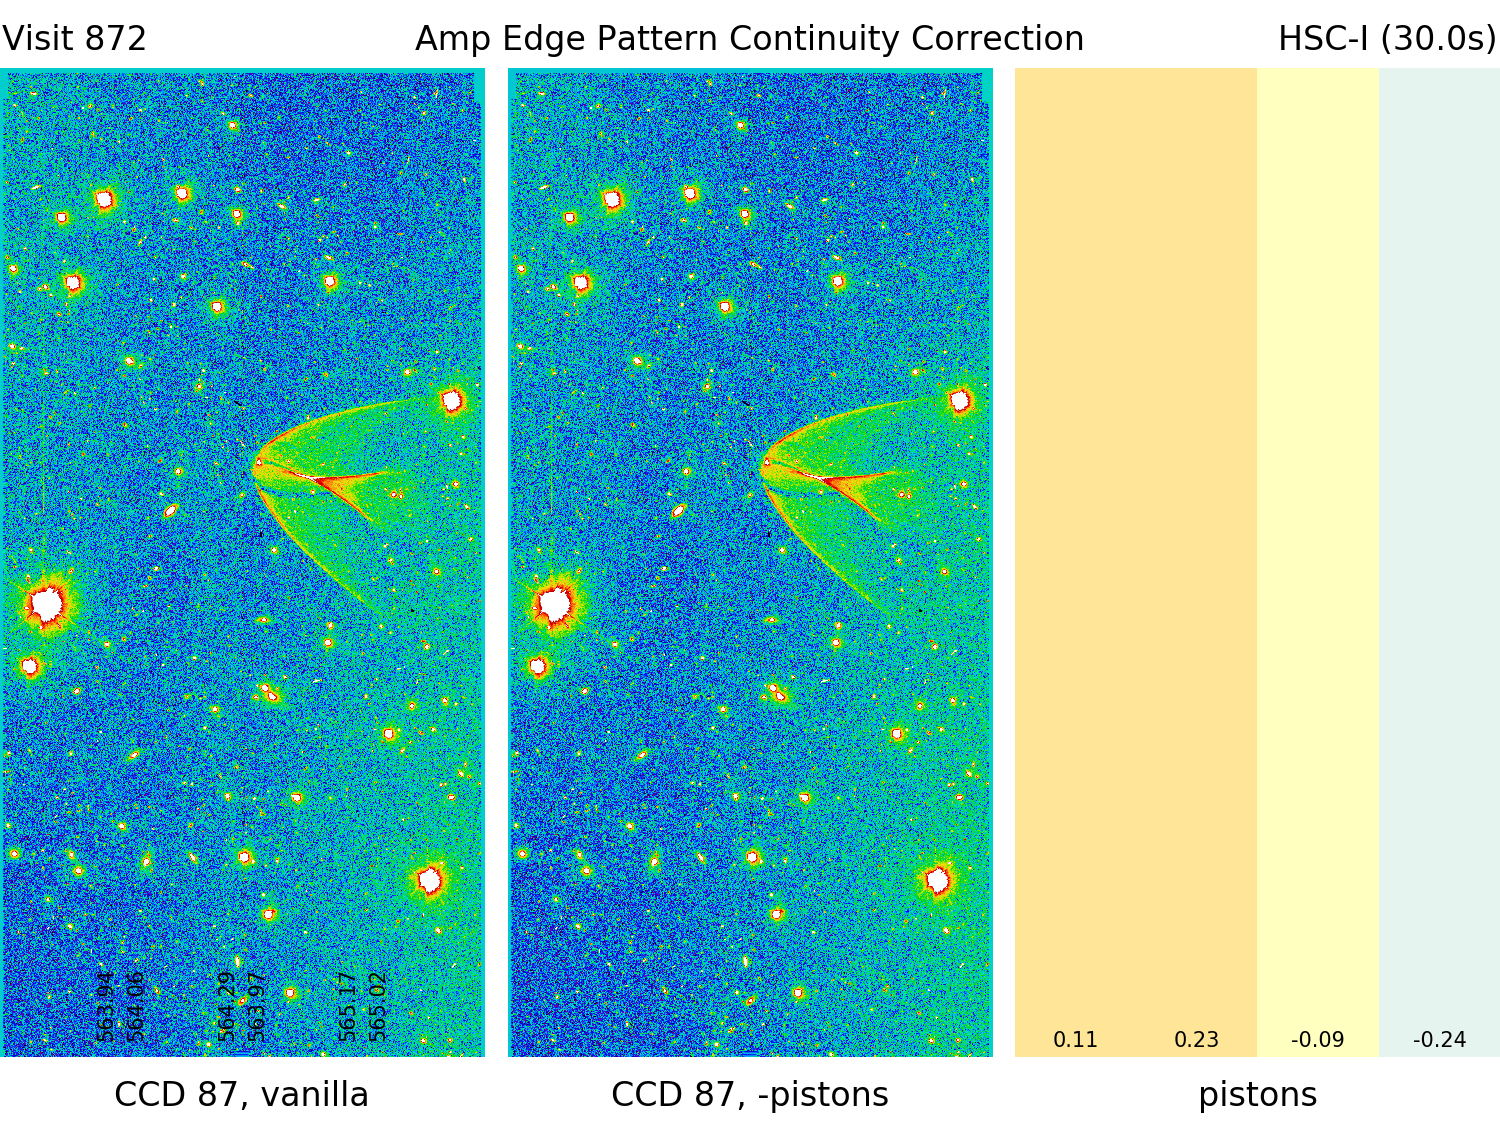 Visit 872
Amp Edge Pattern Continuity Correction
HSC-I (30.0s)
563.94
564.06
564.29
563.97
565.17
565.02
0.11
0.23
-0.09
-0.24
CCD 87, vanilla
CCD 87, -pistons
pistons